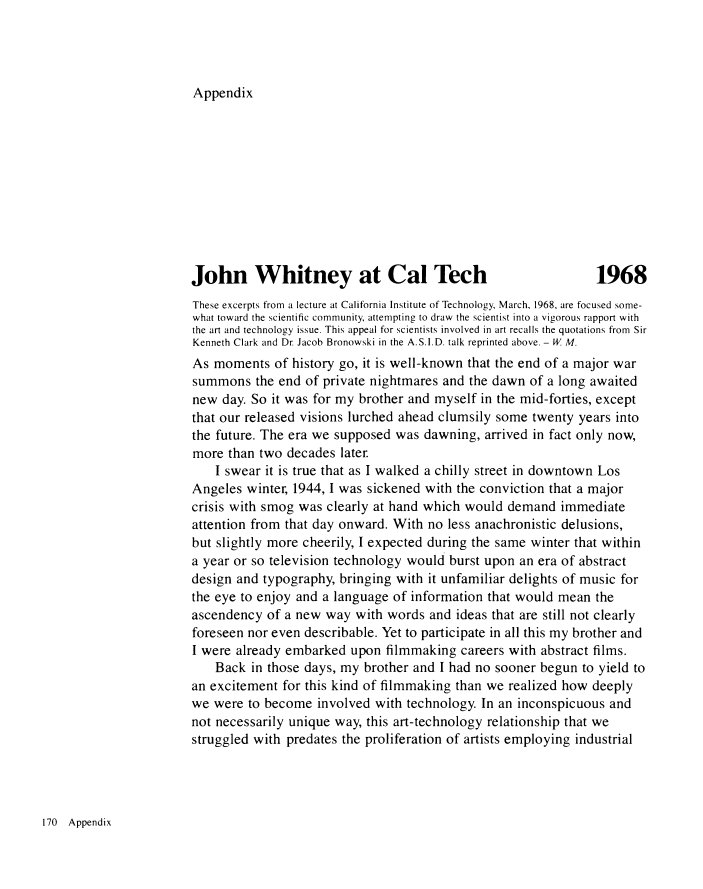 Appendix
John Whitney at Cal Tech 1968
These excerpts from a lecture at California Institute of Technology, March, 1968, are focused some-
what toward the scientific community, attempting to draw the scientist into a vigorous rapport with
the art and technology issue. This appeal for scientists involved in art recalls the quotations from Sir
Kenneth Clark and Dr. Jacob Bronowski in the A.S.I.D. talk reprinted above. – W. M.
As moments of history go, it is well-known that the end of a major war
summons the end of private nightmares and the dawn of a long awaited
new day. So it was for my brother and myself in the mid-forties, except
that our released visions lurched ahead clumsily some twenty years into
the future. The era we supposed was dawning, arrived in fact only now,
more than two decades later.
I swear it is true that as I walked a chilly street in downtown Los
Angeles winter, 1944, I was sickened with the conviction that a major
crisis with smog was clearly at hand which would demand immediate
attention from that day onward. With no less anachronistic delusions,
but slightly more cheerily, I expected during the same winter that within
a year or so television technology would burst upon an era of abstract
design and typography, bringing with it unfamiliar delights of music for
the eye to enjoy and a language of information that would mean the
ascendency of a new way with words and ideas that are still not clearly
foreseen nor even describable. Yet to participate in all this my brother and
I were already embarked upon filmmaking careers with abstract films.
Back in those days, my brother and I had no sooner begun to yield to
an excitement for this kind of filmmaking than we realized how deeply
we were to become involved with technology. In an inconspicuous and
not necessarily unique way, this art-technology relationship that we
struggled with predates the proliferation of artists employing industrial
170 Appendix